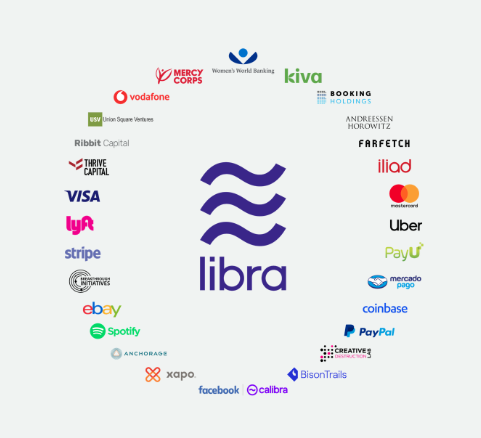 Women's World Banking
MERCY
CORPS
kiva
vodafone
BOOKING
HOLDINGS
USV Union Square Ventures
ANDREESSEN
HOROWITZ
Ribbit Capital
FARFETCH
THRIVE
CAPITAL
iliad
VISA
mastercard
lyft
Uber
stripe
PayU
BREAKTHROUGH
INITIATIVES
mercado
pago
libra
ebay
coinbase
Spotify
PayPal
ANCHORAGE
CREATIVE
DESTRUCTION
LAB
xapo
BisonTrails
facebook
calibra